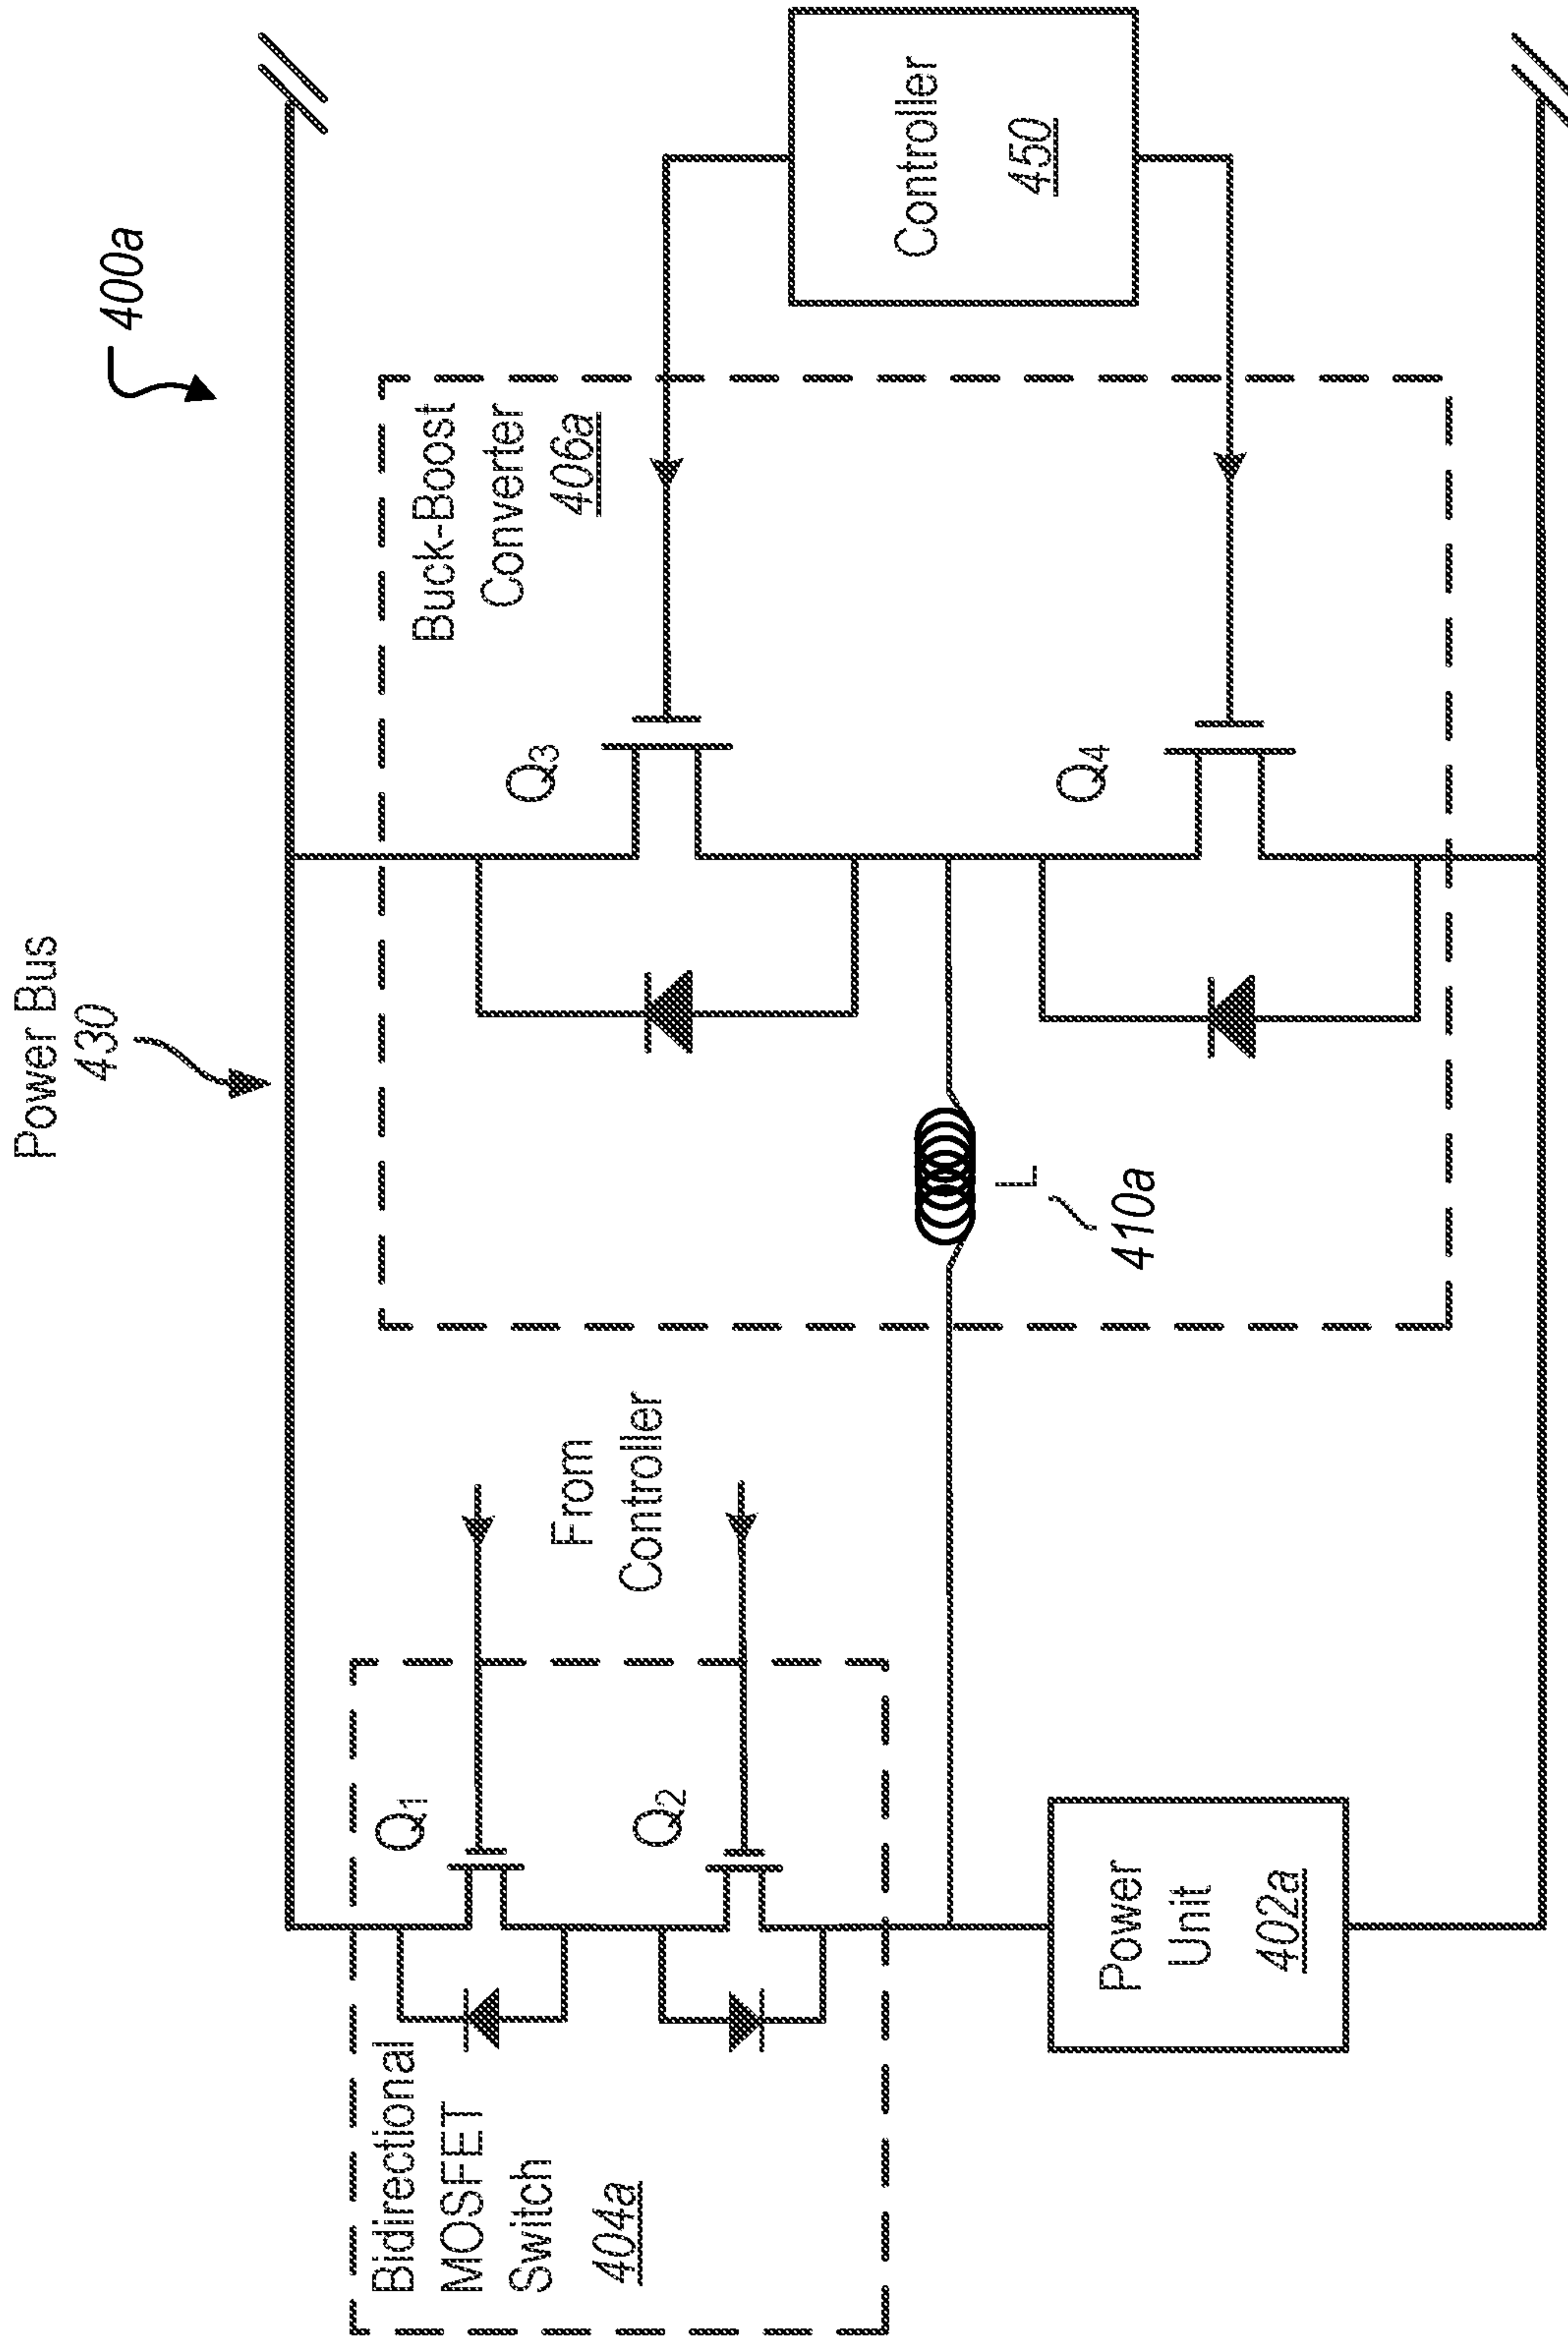 Power Bus
430
400a
Bidirectional
MOSFET
Switch
404a
Q1
Q2
From
Controller
Buck-Boost
Converter
406a
Q3
Q4
L
410a
Controller
450
Power
Unit
402a